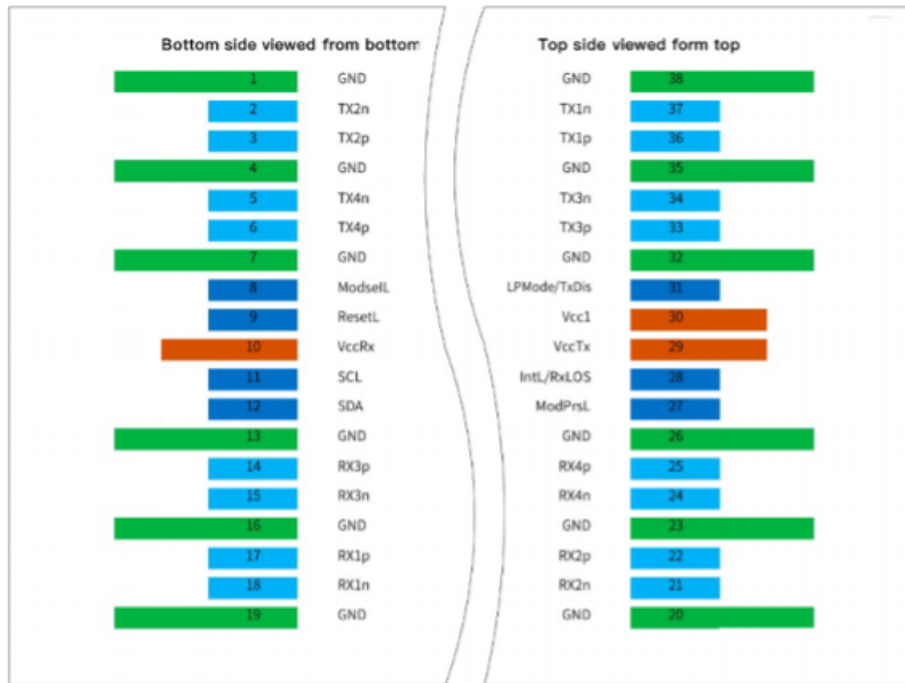 Bottom side viewed from bottom
1 GND
2 TX2n
3 TX2p
4 GND
5 TX4n
6 TX4p
7 GND
8 ModselL
9 ResetL
10 VccRx
11 SCL
12 SDA
13 GND
14 RX3p
15 RX3n
16 GND
17 RX1p
18 RX1n
19 GND
Top side viewed form top
GND 38
TX1n 37
TX1p 36
GND 35
TX3n 34
TX3p 33
GND 32
LPMode/TxDis 31
Vcc1 30
VccTx 29
IntL/RxLOS 28
ModPrsL 27
GND 26
RX4p 25
RX4n 24
GND 23
RX2p 22
RX2n 21
GND 20